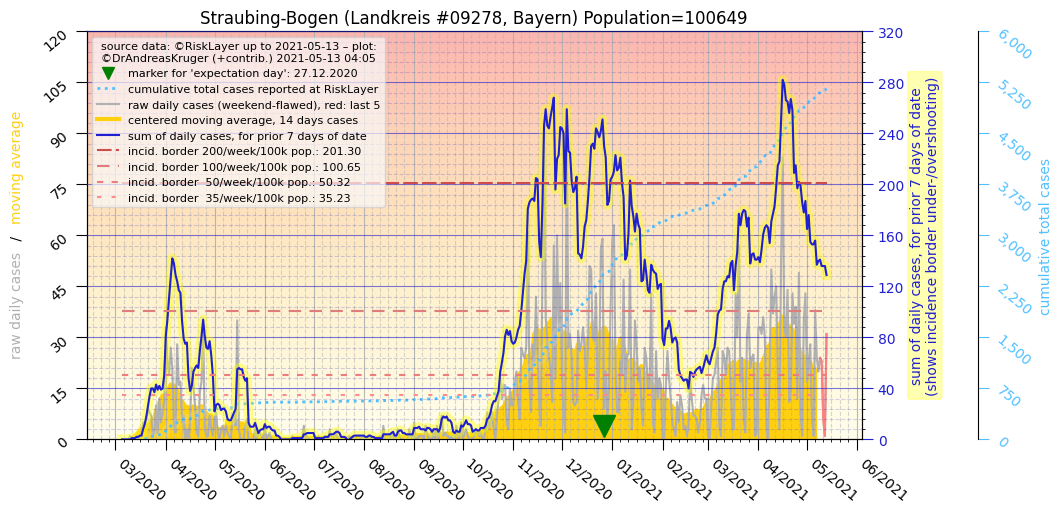 Straubing-Bogen (Landkreis #09278, Bayern) Population=100649
source data: ©RiskLayer up to 2021-05-13 – plot:
©DrAndreasKruger (+contrib.) 2021-05-13 04:05
marker for 'expectation day': 27.12.2020
cumulative total cases reported at RiskLayer
raw daily cases (weekend-flawed), red: last 5
centered moving average, 14 days cases
sum of daily cases, for prior 7 days of date
incid. border 200/week/100k pop.: 201.30
incid. border 100/week/100k pop.: 100.65
incid. border  50/week/100k pop.: 50.32
incid. border  35/week/100k pop.: 35.23
raw daily cases / moving average
120
105
90
75
60
45
30
15
0
03/2020
04/2020
05/2020
06/2020
07/2020
08/2020
09/2020
10/2020
11/2020
12/2020
01/2021
02/2021
03/2021
04/2021
05/2021
06/2021
320
280
240
200
160
120
80
40
0
sum of daily cases, for prior 7 days of date
(shows incidence border under-/overshooting)
6,000
5,250
4,500
3,750
3,000
2,250
1,500
750
0
cumulative total cases